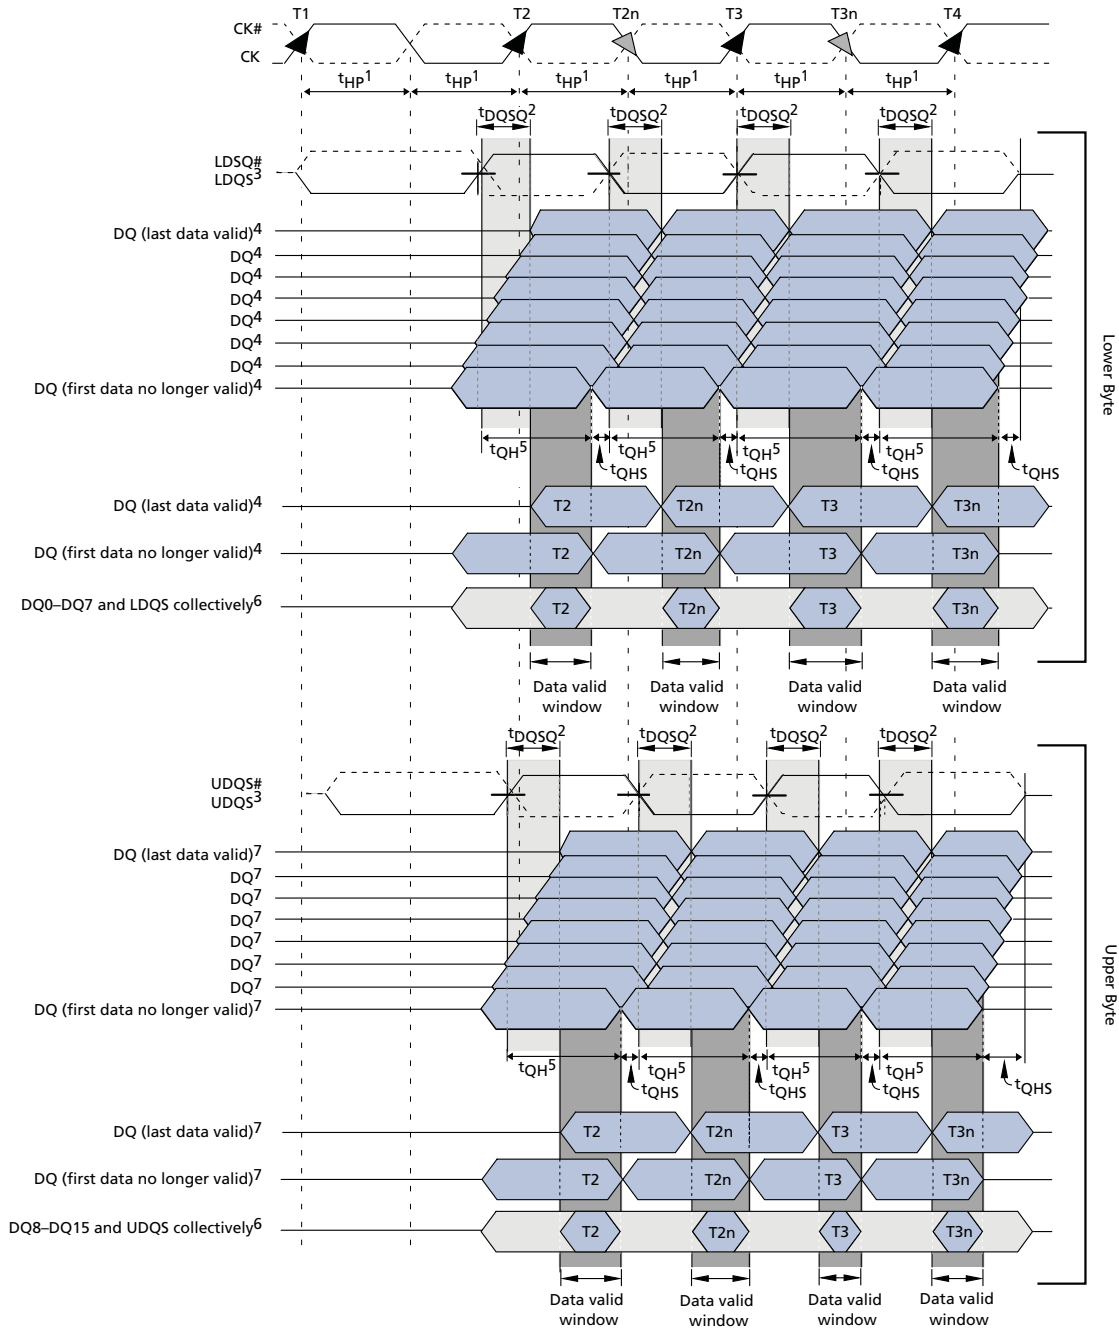 T1 T2 T2n T3 T3n T4
CK#
CK
tHP1 tHP1 tHP1 tHP1 tHP1 tHP1
tDQSQ2 tDQSQ2 tDQSQ2 tDQSQ2
LDSQ#
LDQS3
DQ (last data valid)4
DQ4
DQ4
DQ4
DQ4
DQ4
DQ4
DQ (first data no longer valid)4
Lower Byte
tQH5 tQH5 tQH5 tQH5
tQHS tQHS tQHS tQHS
DQ (last data valid)4 T2 T2n T3 T3n
DQ (first data no longer valid)4 T2 T2n T3 T3n
DQ0–DQ7 and LDQS collectively6 T2 T2n T3 T3n
Data valid Data valid Data valid Data valid
window window window window
tDQSQ2 tDQSQ2 tDQSQ2 tDQSQ2
UDQS#
UDQS3
DQ (last data valid)7
DQ7
DQ7
DQ7
DQ7
DQ7
DQ7
DQ (first data no longer valid)7
Upper Byte
tQH5 tQH5 tQH5 tQH5
tQHS tQHS tQHS tQHS
DQ (last data valid)7 T2 T2n T3 T3n
DQ (first data no longer valid)7 T2 T2n T3 T3n
DQ8–DQ15 and UDQS collectively6 T2 T2n T3 T3n
Data valid Data valid Data valid Data valid
window window window window